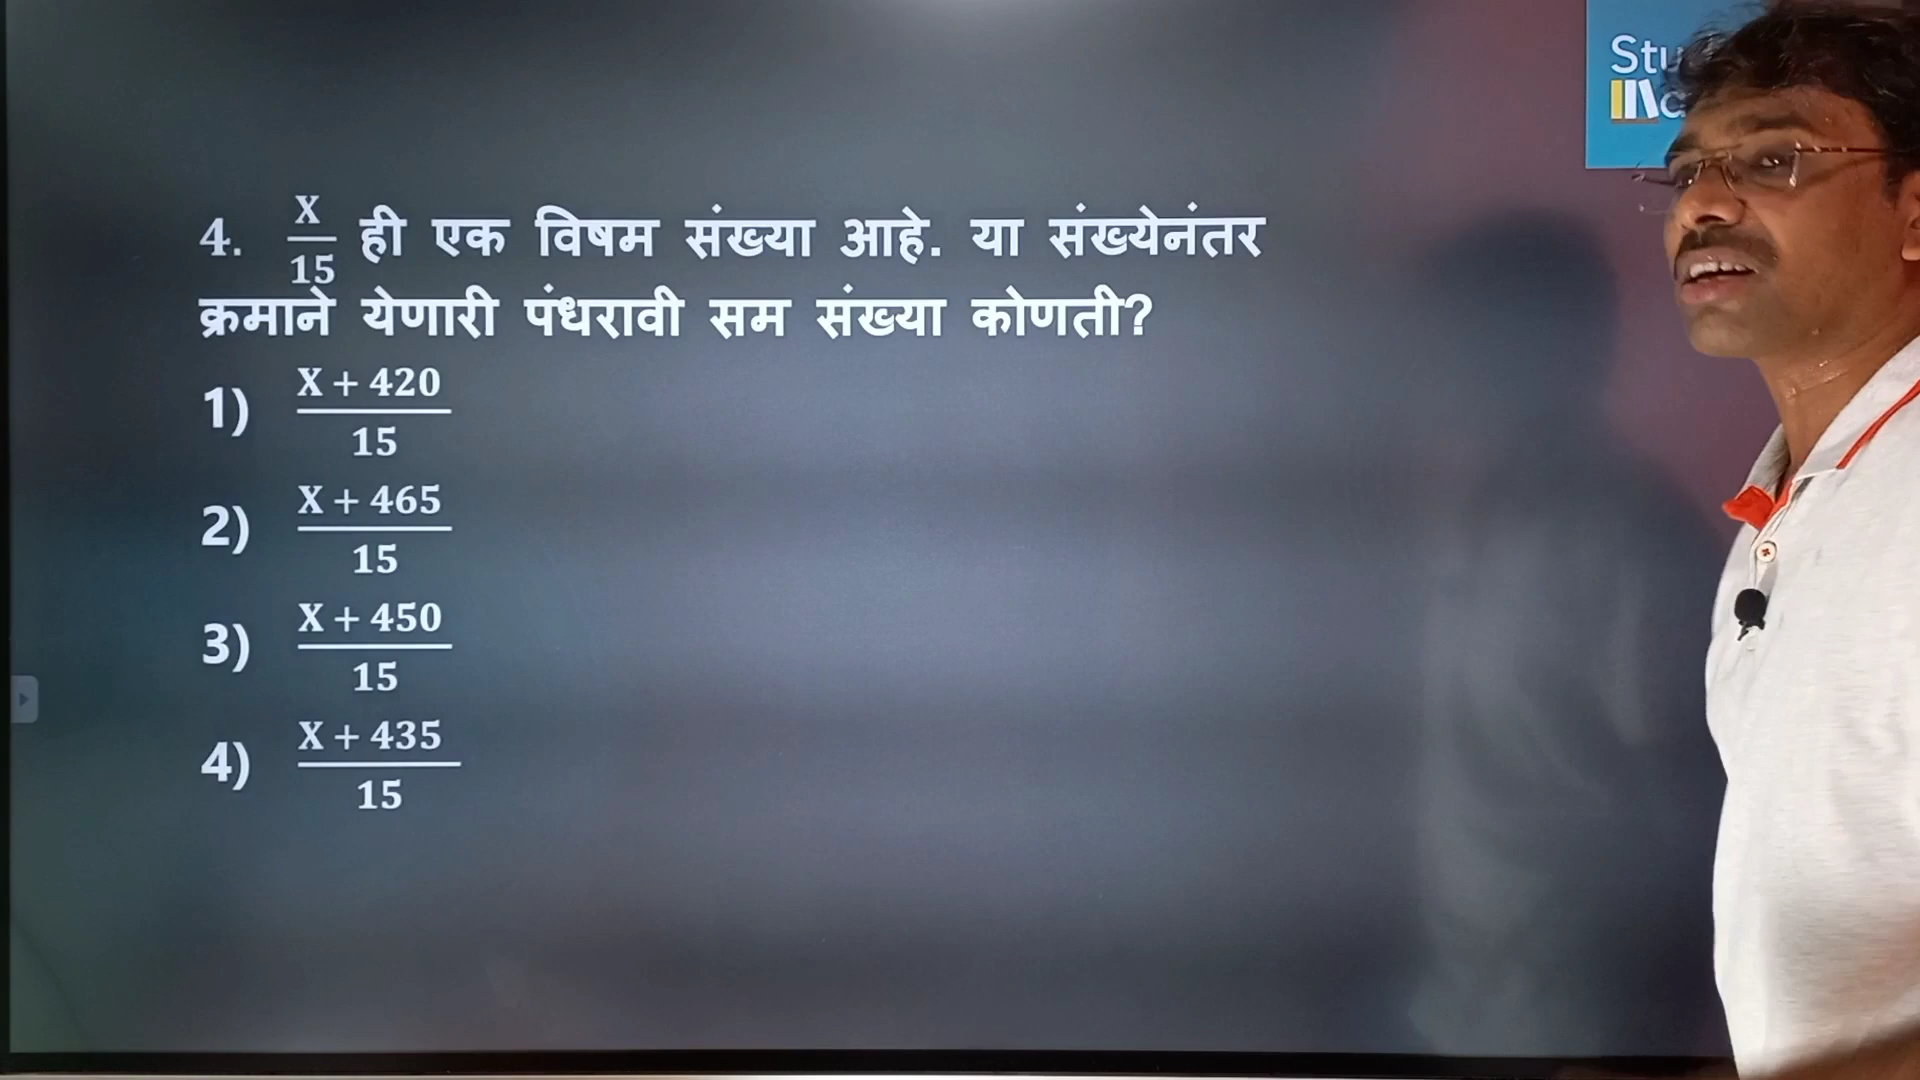 4. X/15 ही एक विषम संख्या आहे. या संख्येनंतर
क्रमाने येणारी पंधरावी सम संख्या कोणती?
1) X + 420 / 15
2) X + 465 / 15
3) X + 450 / 15
4) X + 435 / 15